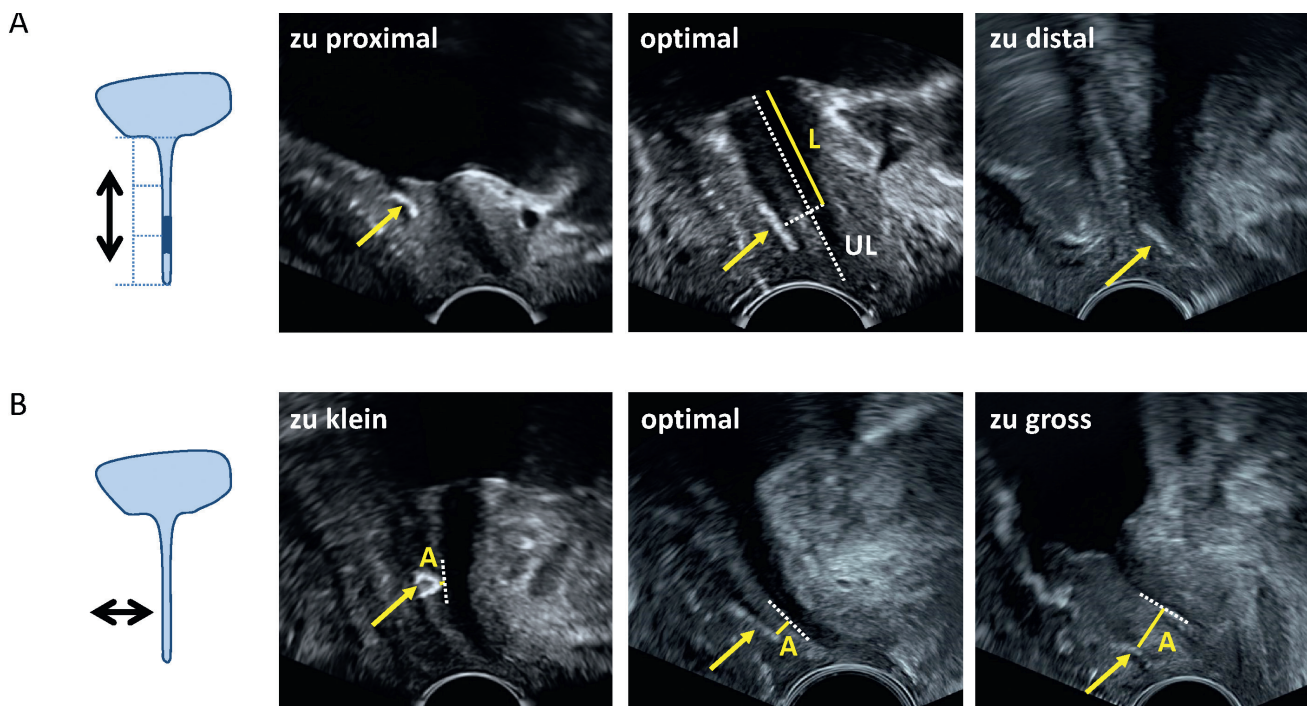 A
zu proximal
optimal
zu distal
L
UL
B
zu klein
optimal
zu gross
A
A
A